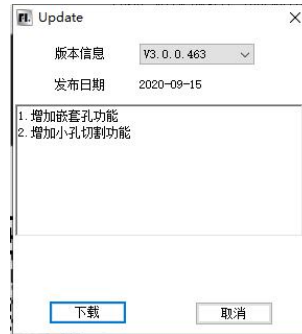 Update
版本信息 V3.0.0.463
发布日期 2020-09-15
1.增加嵌套孔功能
2.增加小孔切割功能
下载 取消